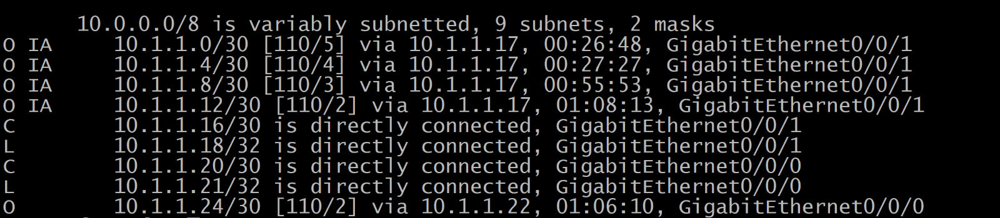 10.0.0.0/8 is variably subnetted, 9 subnets, 2 masks
O IA 10.1.1.0/30 [110/5] via 10.1.1.17, 00:26:48, GigabitEthernet0/0/1
O IA 10.1.1.4/30 [110/4] via 10.1.1.17, 00:27:27, GigabitEthernet0/0/1
O IA 10.1.1.8/30 [110/3] via 10.1.1.17, 00:55:53, GigabitEthernet0/0/1
O IA 10.1.1.12/30 [110/2] via 10.1.1.17, 01:08:13, GigabitEthernet0/0/1
C 10.1.1.16/30 is directly connected, GigabitEthernet0/0/1
L 10.1.1.18/32 is directly connected, GigabitEthernet0/0/1
C 10.1.1.20/30 is directly connected, GigabitEthernet0/0/0
L 10.1.1.21/32 is directly connected, GigabitEthernet0/0/0
O 10.1.1.24/30 [110/2] via 10.1.1.22, 01:06:10, GigabitEthernet0/0/0